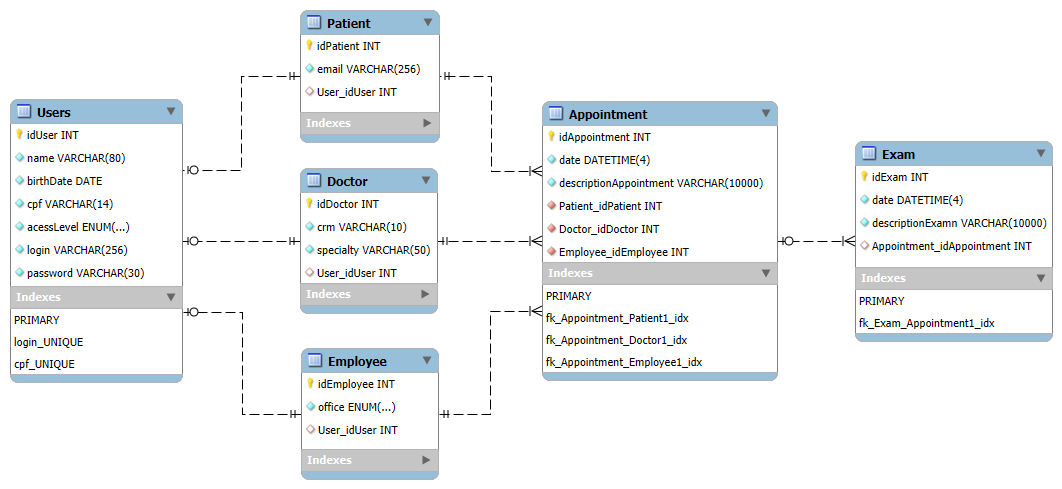 Users
idUser INT
name VARCHAR(80)
birthDate DATE
cpf VARCHAR(14)
acessLevel ENUM(...)
login VARCHAR(256)
password VARCHAR(30)
Indexes
PRIMARY
login_UNIQUE
cpf_UNIQUE
Patient
idPatient INT
email VARCHAR(256)
User_idUser INT
Indexes
Doctor
idDoctor INT
crm VARCHAR(10)
specialty VARCHAR(50)
User_idUser INT
Indexes
Employee
idEmployee INT
office ENUM(...)
User_idUser INT
Indexes
Appointment
idAppointment INT
date DATETIME(4)
descriptionAppointment VARCHAR(10000)
Patient_idPatient INT
Doctor_idDoctor INT
Employee_idEmployee INT
Indexes
PRIMARY
fk_Appointment_Patient1_idx
fk_Appointment_Doctor1_idx
fk_Appointment_Employee1_idx
Exam
idExam INT
date DATETIME(4)
descriptionExamn VARCHAR(10000)
Appointment_idAppointment INT
Indexes
PRIMARY
fk_Exam_Appointment1_idx